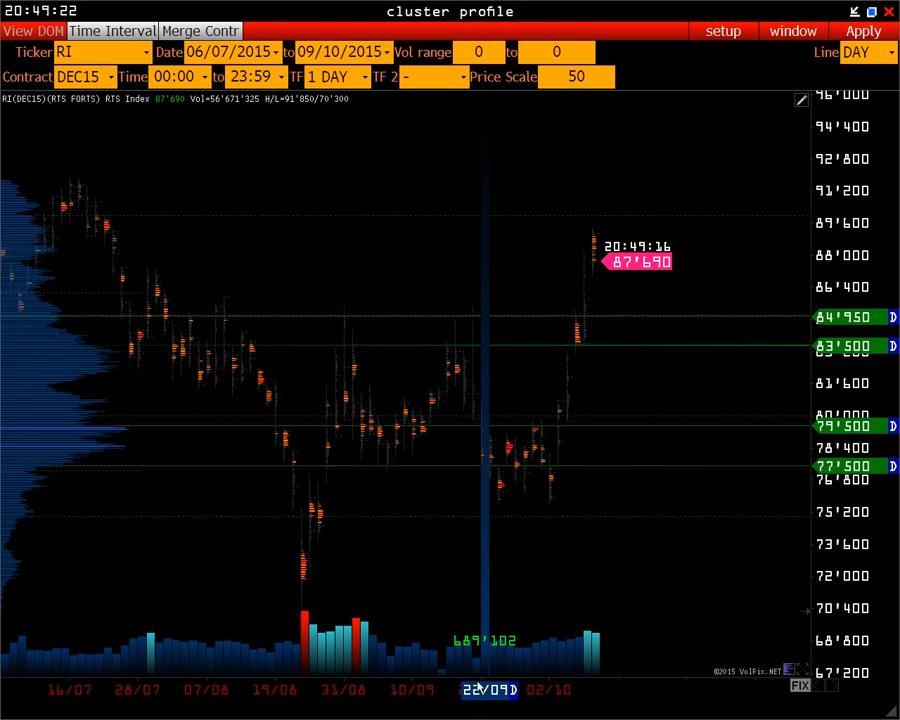 20:49:22 cluster profile
View DOM Time Interval Merge Contr setup window Apply
Ticker RI Date 06/07/2015 to 09/10/2015 Vol range 0 to 0 Line DAY
Contract DEC15 Time 00:00 to 23:59 TF 1 DAY TF 2 - Price Scale 50
RI(DEC15)(RTS FORTS) RTS Index 87'690 Vol=56'671'325 H/L=91'850/70'300
96'000
94'400
92'800
91'200
89'600
20:49:16
88'000
87'690
86'400
84'950 D
83'500 D
81'600
80'000
79'500 D
78'400
77'500 D
76'800
75'200
73'600
72'000
70'400
689'102
68'800
©2015 VolFix.NET
67'200
FIX
16/07 28/07 07/08 19/08 31/08 10/09 22/09 D 02/10